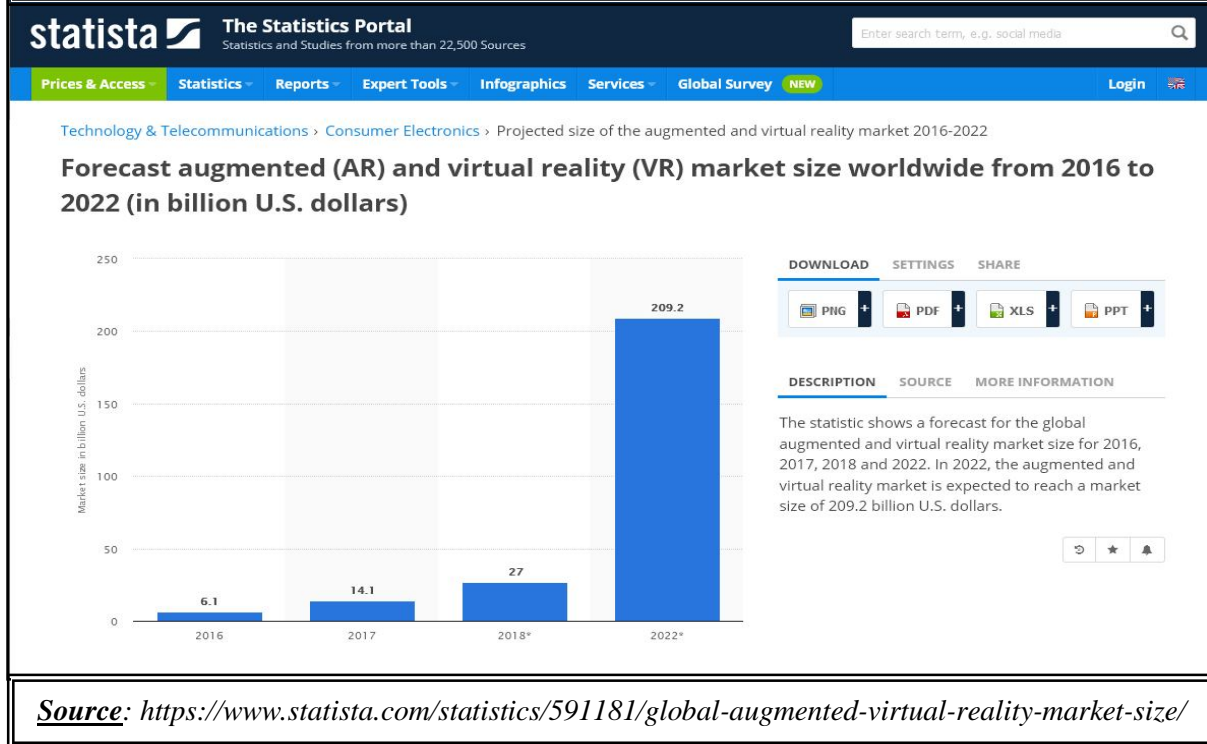 statista
The Statistics Portal
Statistics and Studies from more than 22,500 Sources
Enter search term, e.g. social media
Prices & Access Statistics Reports Expert Tools Infographics Services Global Survey NEW Login
Technology & Telecommunications › Consumer Electronics › Projected size of the augmented and virtual reality market 2016-2022
Forecast augmented (AR) and virtual reality (VR) market size worldwide from 2016 to
2022 (in billion U.S. dollars)
Market size in billion U.S. dollars
250
200
150
100
50
0
6.1
14.1
27
209.2
2016 2017 2018* 2022*
DOWNLOAD SETTINGS SHARE
PNG + PDF + XLS + PPT +
DESCRIPTION SOURCE MORE INFORMATION
The statistic shows a forecast for the global
augmented and virtual reality market size for 2016,
2017, 2018 and 2022. In 2022, the augmented and
virtual reality market is expected to reach a market
size of 209.2 billion U.S. dollars.
Source: https://www.statista.com/statistics/591181/global-augmented-virtual-reality-market-size/